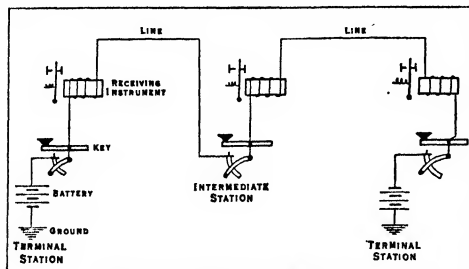 LINE
LINE
RECEIVING
INSTRUMENT
KEY
BATTERY
INTERMEDIATE
STATION
GROUND
TERMINAL
STATION
TERMINAL
STATION